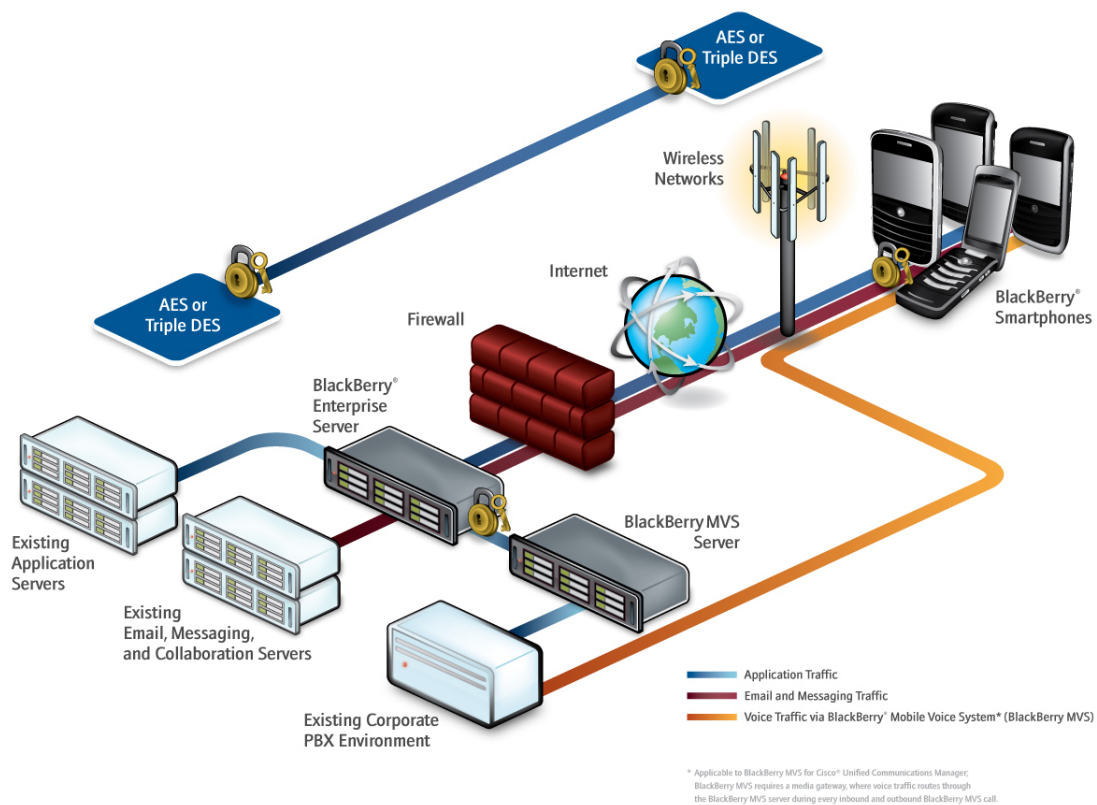 AES or
Triple DES
Wireless
Networks
Internet
AES or
Triple DES
BlackBerry®
Smartphones
Firewall
BlackBerry®
Enterprise
Server
BlackBerry MVS
Server
Existing
Application
Servers
Existing
Email, Messaging,
and Collaboration Servers
Existing Corporate
PBX Environment
Application Traffic
Email and Messaging Traffic
Voice Traffic via BlackBerry® Mobile Voice System* (BlackBerry MVS)
* Applicable to BlackBerry MVS for Cisco® Unified Communications Manager;
BlackBerry MVS requires a media gateway, where voice traffic routes through
the BlackBerry MVS server during every inbound and outbound BlackBerry MVS call.